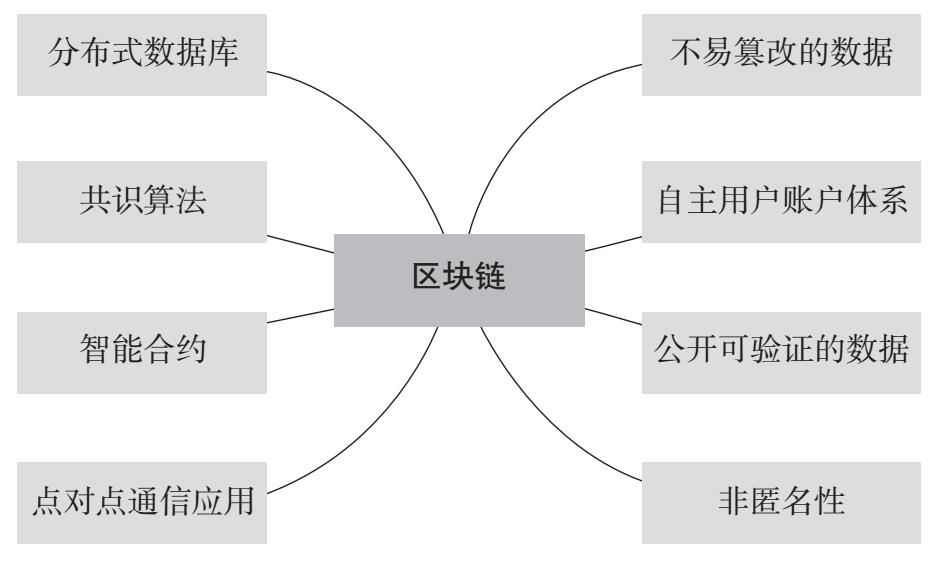 分布式数据库
不易篡改的数据
共识算法
自主用户账户体系
区块链
智能合约
公开可验证的数据
点对点通信应用
非匿名性